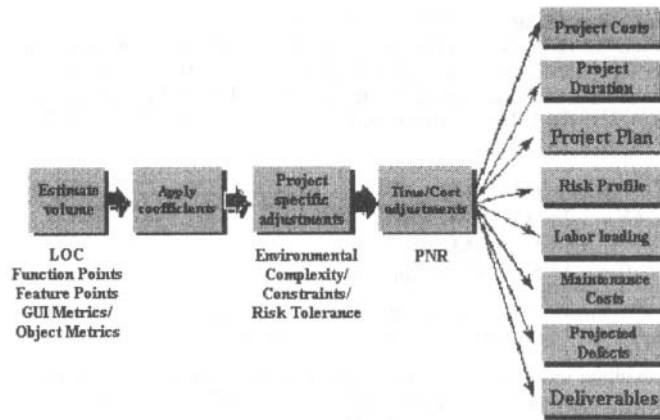 Estimate
volume
LOC
Function Points
Feature Points
GUI Metrics/
Object Metrics
Apply
coefficients
Project
specific
adjustments
Environmental
Complexity/
Constraints/
Risk Tolerance
Time/Cost
adjustments
PNR
Project Costs
Project
Duration
Project Plan
Risk Profile
Labor loading
Maintenance
Costs
Projected
Defects
Deliverables